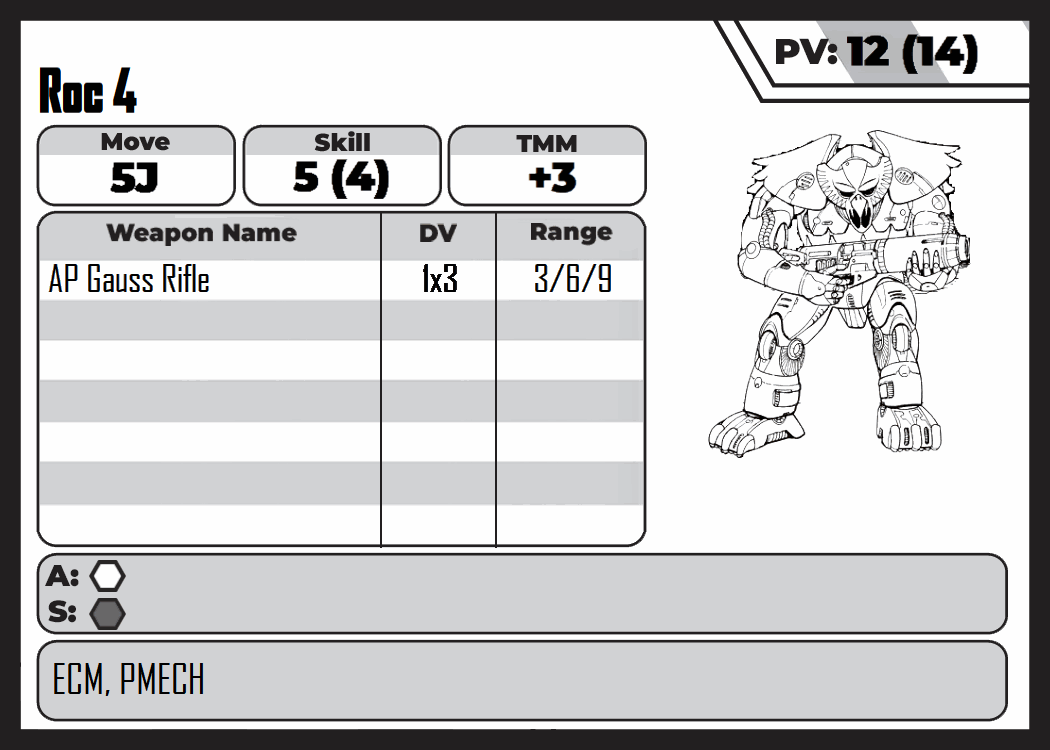 PV: 12 (14)
Roc 4
Move Skill TMM
5J 5 (4) +3
Weapon Name DV Range
AP Gauss Rifle 1x3 3/6/9
A:
S:
ECM, PMECH